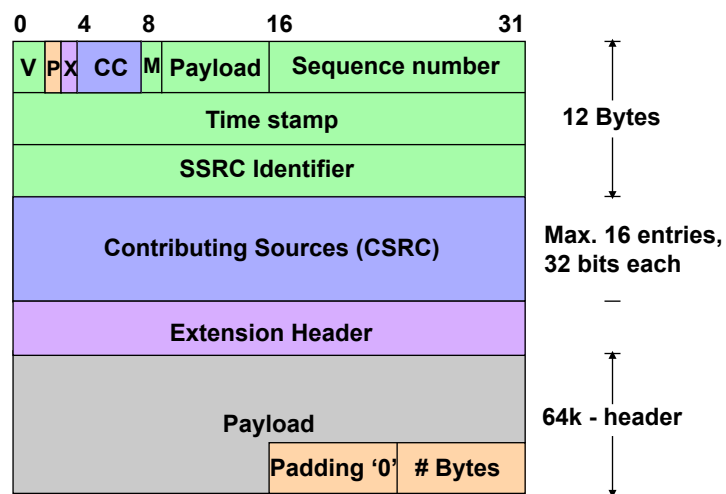 0 4 8 16 31
V P X CC M Payload Sequence number
Time stamp
12 Bytes
SSRC Identifier
Contributing Sources (CSRC)
Max. 16 entries,
32 bits each
Extension Header
Payload
64k - header
Padding ‘0’ # Bytes